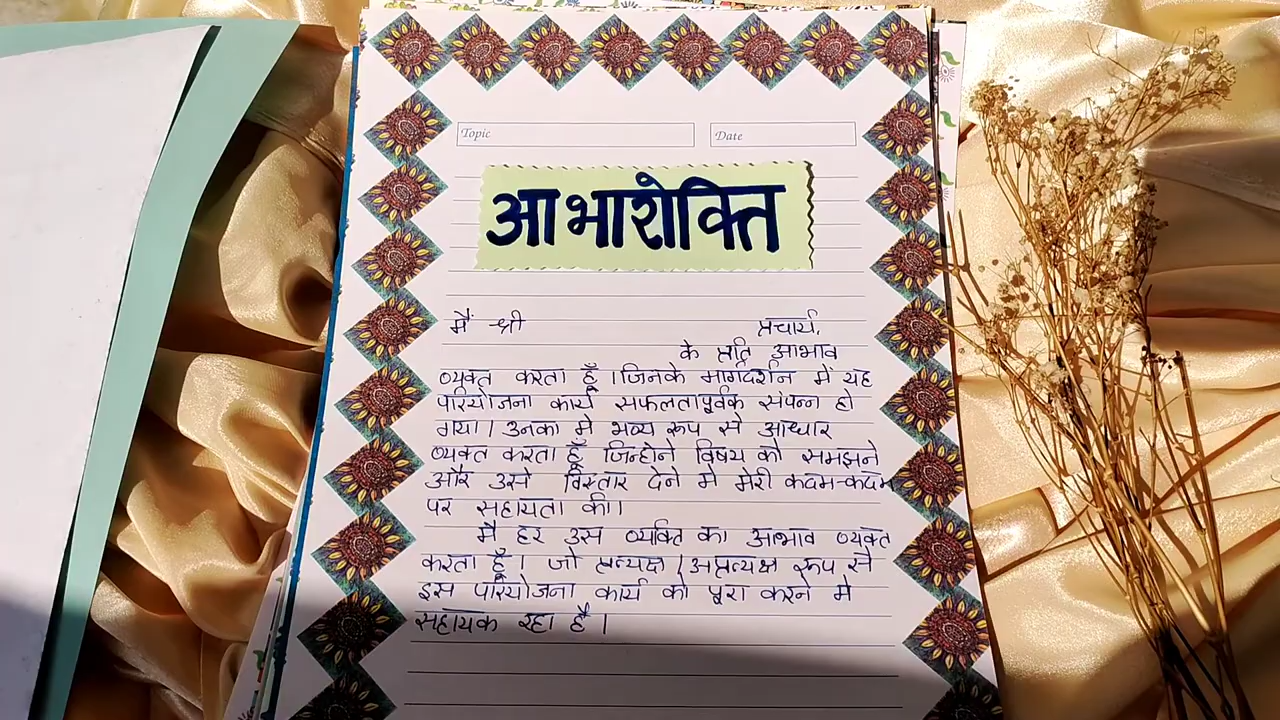 Topic Date
आभारोक्ति
मैं श्री प्राचार्य,
के प्रति आभाव
व्यक्त करता हूँ। जिनके मार्गदर्शन में यह
परियोजना कार्य सफलतापूर्वक संपन्न हो
गया। उनका मे भव्य रूप से आधार
व्यक्त करता हूँ जिन्होने विषय को समझने
और उसे विस्तार देने मे मेरी कदम-कदम
पर सहायता की।
मै हर उस व्यक्ति का आभाव व्यक्त
करता हूँ। जो प्रत्यक्ष / अप्रत्यक्ष रूप से
इस परियोजना कार्य को पूरा करने मे
सहायक रहा है।